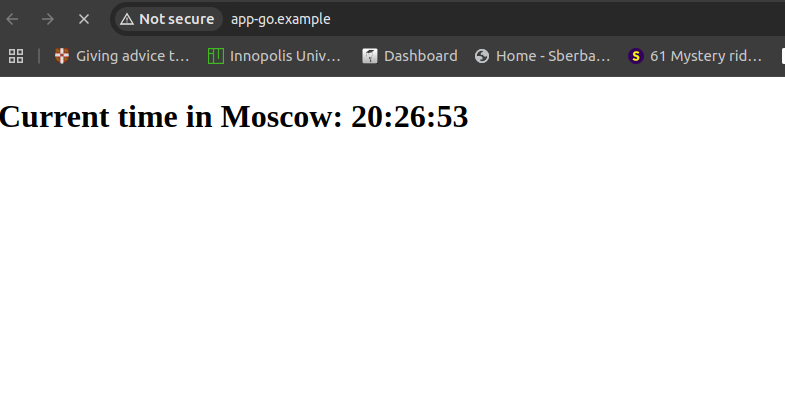 Not secure app-go.example
Giving advice t... Innopolis Univ... Dashboard Home - Sberba... S 61 Mystery rid...
Current time in Moscow: 20:26:53